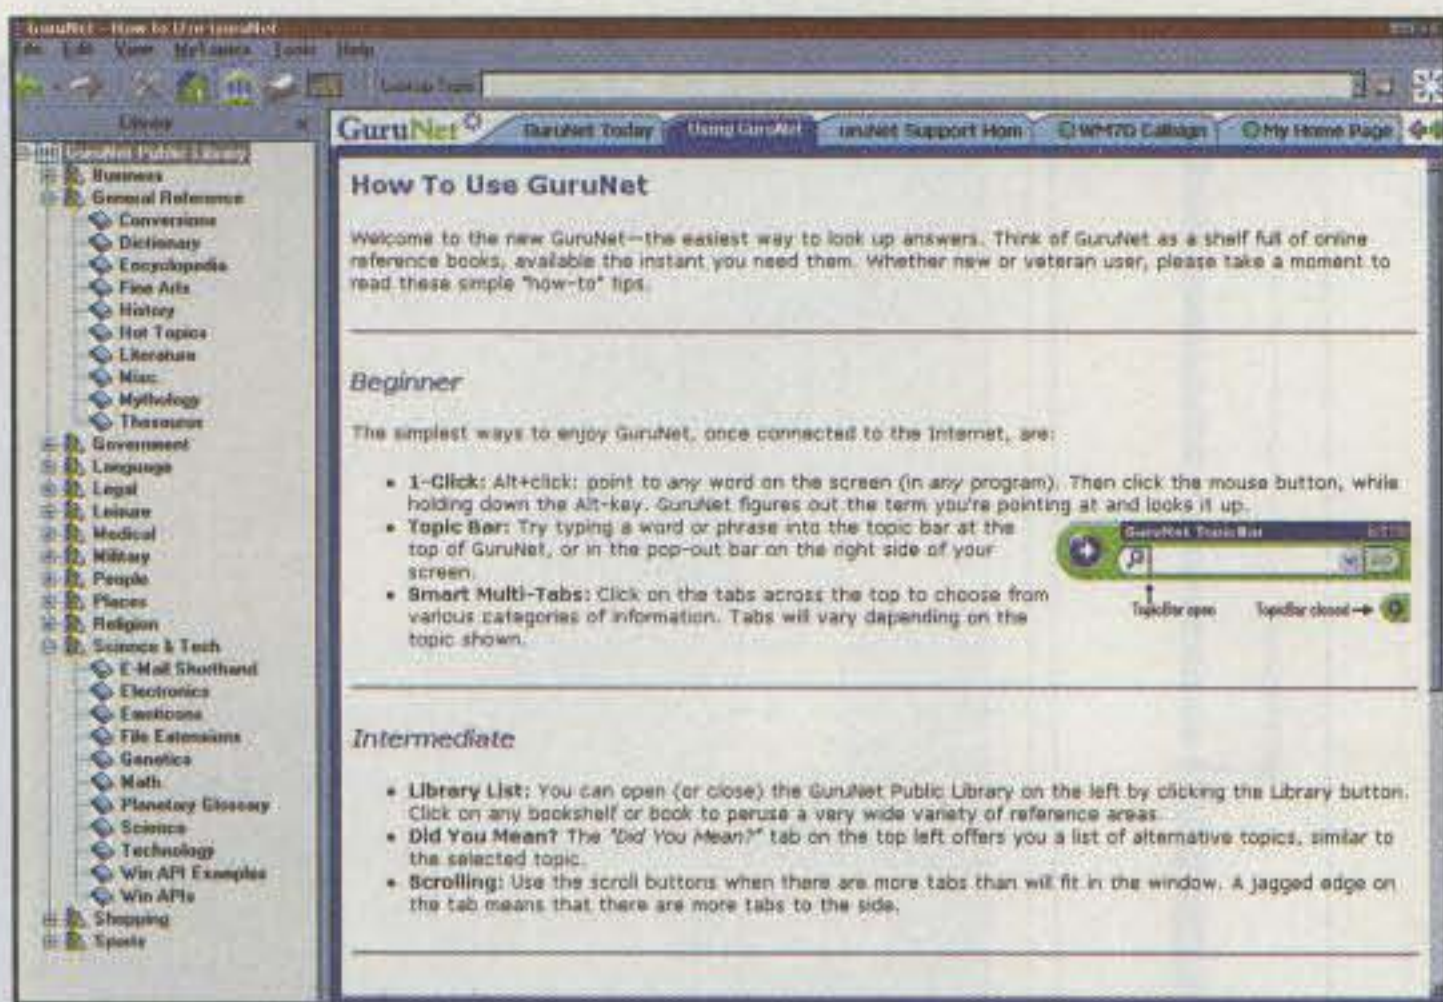 GuruNet - How to Use GuruNet
Edit View Tools Help
Library
GuruNet
GuruNet Today
Using GuruNet
uruNet Support Hom
WM7D Callsign
My Home Page
GuruNet Public Library
Business
General Reference
Conversions
Dictionary
Encyclopedia
Fine Arts
History
Hot Topics
Literature
Misc
Mythology
Thesaurus
Government
Language
Legal
Leisure
Medical
Military
People
Places
Religion
Science & Tech
E-Mail Shorthand
Electronics
Emoticons
File Extensions
Genetics
Math
Planetary Glossary
Science
Technology
Win API Examples
Win APIs
Shopping
Sports
How To Use GuruNet
Welcome to the new GuruNet—the easiest way to look up answers. Think of GuruNet as a shelf full of online
reference books, available the instant you need them. Whether new or veteran user, please take a moment to
read these simple "how-to" tips.
Beginner
The simplest ways to enjoy GuruNet, once connected to the Internet, are:
• 1-Click: Alt+click: point to any word on the screen (in any program). Then click the mouse button, while
holding down the Alt-key. GuruNet figures out the term you're pointing at and looks it up.
• Topic Bar: Try typing a word or phrase into the topic bar at the
top of GuruNet, or in the pop-out bar on the right side of your
screen.
• Smart Multi-Tabs: Click on the tabs across the top to choose from
various categories of information. Tabs will vary depending on the
topic shown.
GuruNet TopicBar
GO
TopicBar open
TopicBar closed
Intermediate
• Library List: You can open (or close) the GuruNet Public Library on the left by clicking the Library button.
Click on any bookshelf or book to peruse a very wide variety of reference areas.
• Did You Mean? The "Did You Mean?" tab on the top left offers you a list of alternative topics, similar to
the selected topic.
• Scrolling: Use the scroll buttons when there are more tabs than will fit in the window. A jagged edge on
the tab means that there are more tabs to the side.